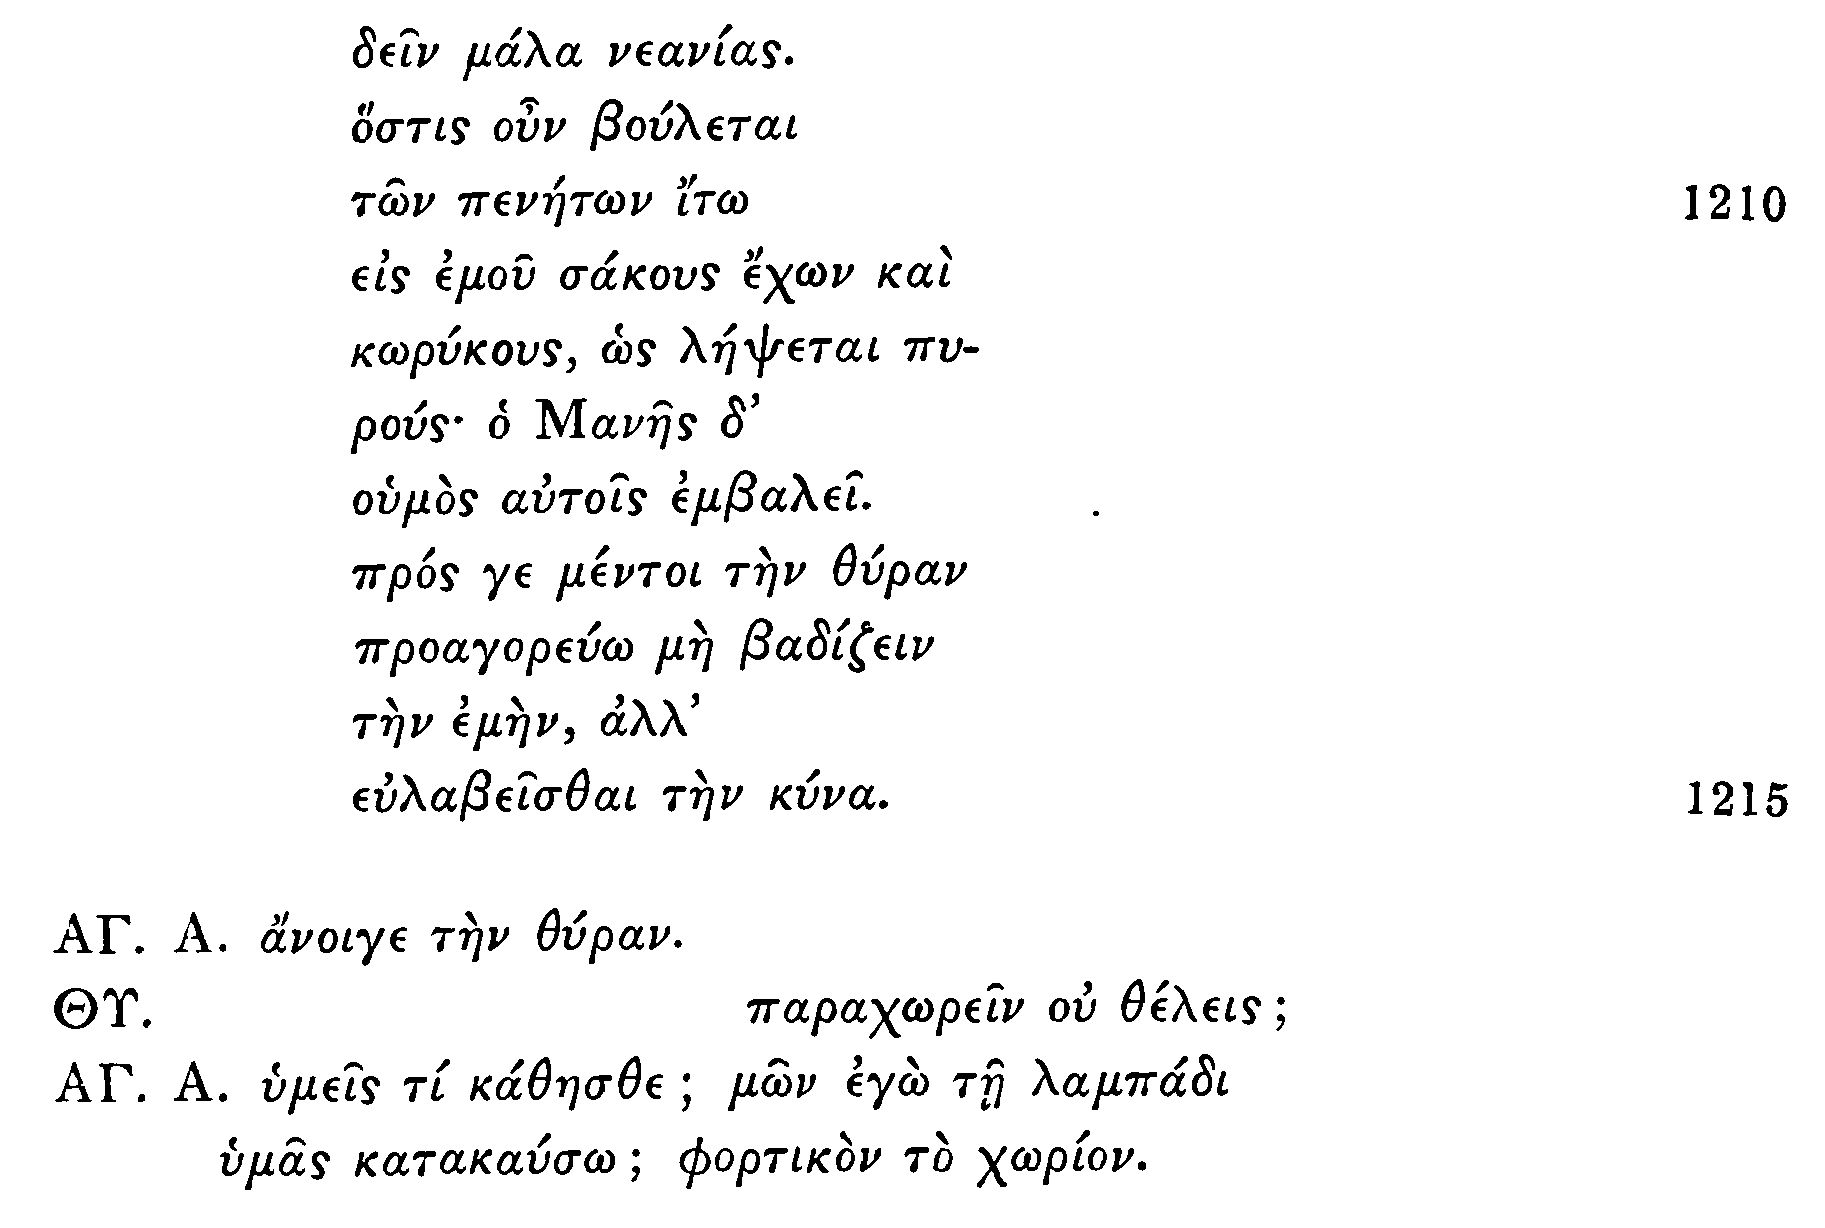 δεῖν μάλα νεανίας.
ὅστις οὖν βούλεται
τῶν πενήτων ἴτω 1210
εἰς ἐμοῦ σάκους ἔχων καὶ
κωρύκους, ὡς λήψεται πυ-
ρούς· ὁ Μανῆς δ’
οὑμὸς αὐτοῖς ἐμβαλεῖ.
πρός γε μέντοι τὴν θύραν
προαγορεύω μὴ βαδίζειν
τὴν ἐμὴν, ἀλλ’
εὐλαβεῖσθαι τὴν κύνα. 1215
ΑΓ. Α. ἄνοιγε τὴν θύραν.
ΘΥ. παραχωρεῖν οὐ θέλεις;
ΑΓ. Α. ὑμεῖς τί κάθησθε; μῶν ἐγὼ τῇ λαμπάδι
ὑμᾶς κατακαύσω; φορτικὸν τὸ χωρίον.